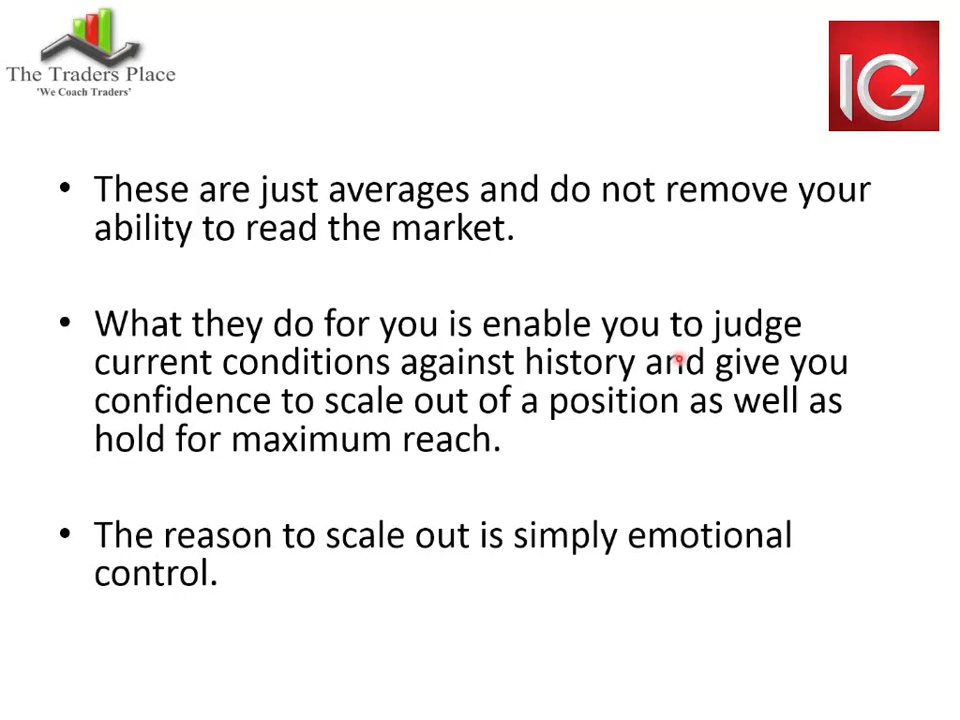 The Traders Place
'We Coach Traders'
IG
• These are just averages and do not remove your
ability to read the market.
• What they do for you is enable you to judge
current conditions against history and give you
confidence to scale out of a position as well as
hold for maximum reach.
• The reason to scale out is simply emotional
control.